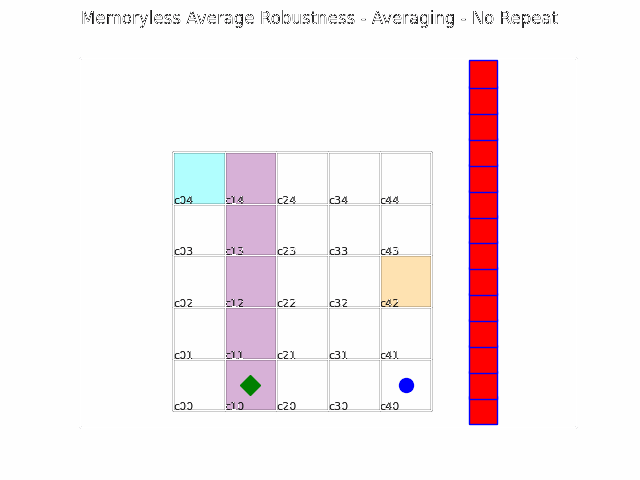 Memoryless Average Robustness - Averaging - No Repeat
c04 c14 c24 c34 c44
c03 c13 c23 c33 c43
c02 c12 c22 c32 c42
c01 c11 c21 c31 c41
c00 c10 c20 c30 c40